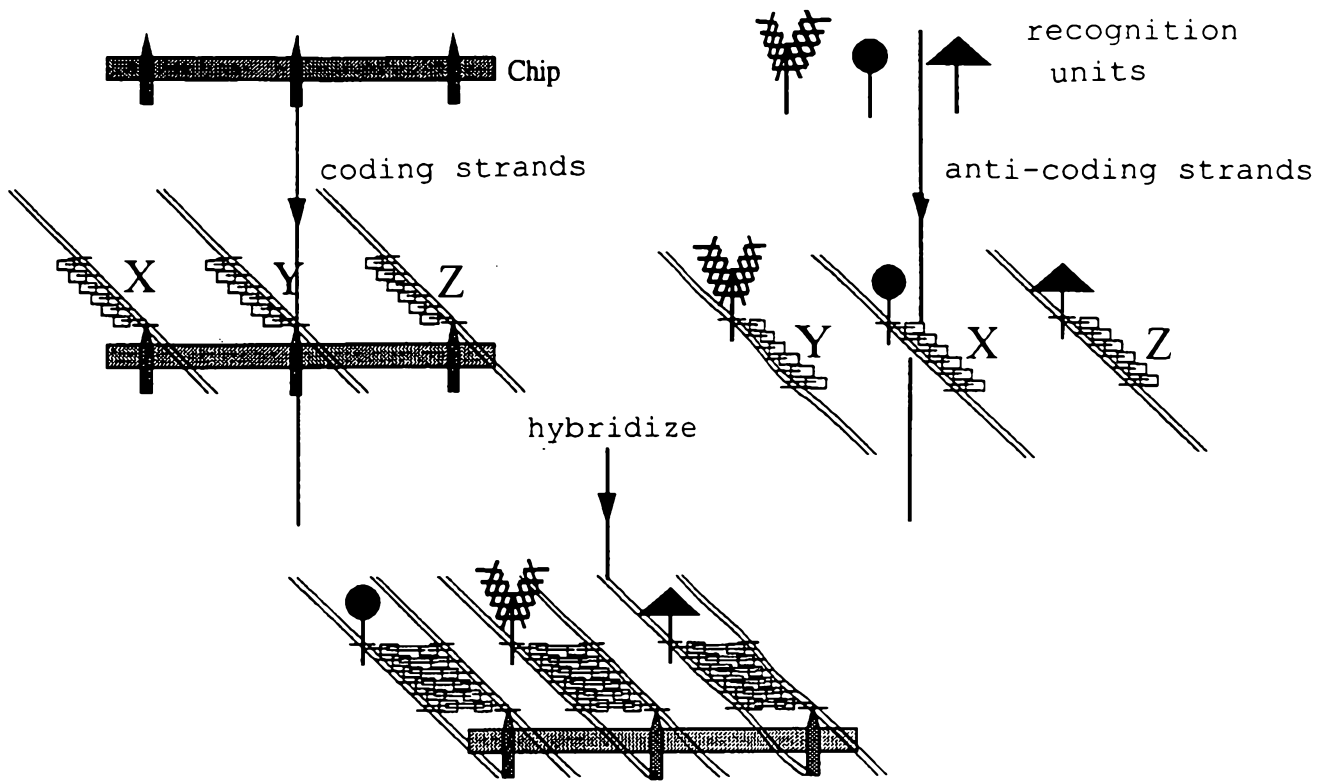 Chip
recognition
units
coding strands
anti-coding strands
X Y Z
Y X Z
hybridize